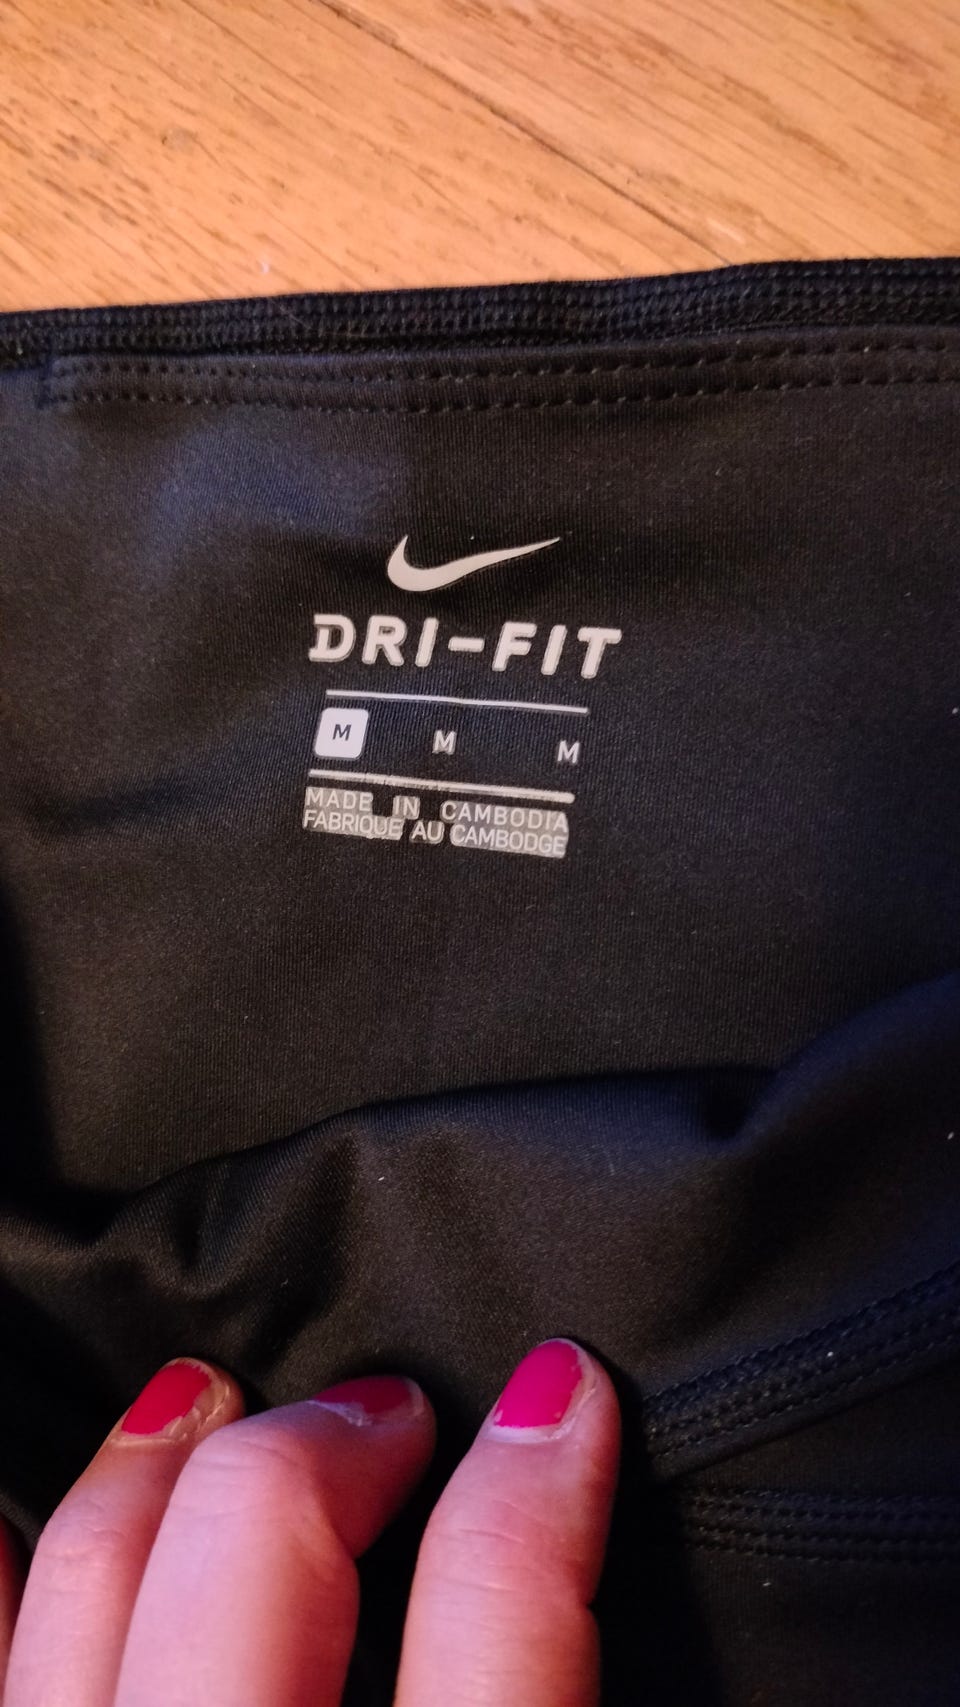 DRI-FIT
M M M
MADE IN CAMBODIA
FABRIQUE AU CAMBODGE